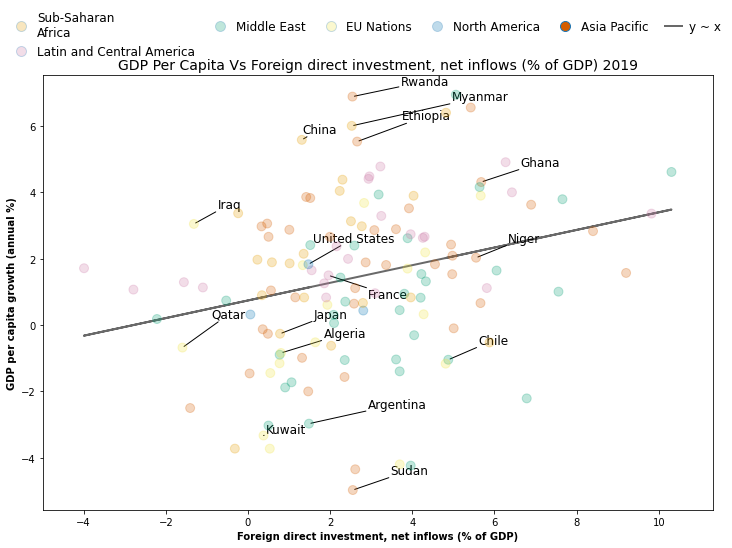 Sub-Saharan
Africa
Middle East
EU Nations
North America
Asia Pacific
y ~ x
Latin and Central America
GDP Per Capita Vs Foreign direct investment, net inflows (% of GDP) 2019
Rwanda
Myanmar
Ethiopia
China
Ghana
Iraq
United States
Niger
France
Qatar
Japan
Algeria
Chile
Argentina
Kuwait
Sudan
GDP per capita growth (annual %)
6
4
2
0
−2
−4
−4
−2
0
2
4
6
8
10
Foreign direct investment, net inflows (% of GDP)